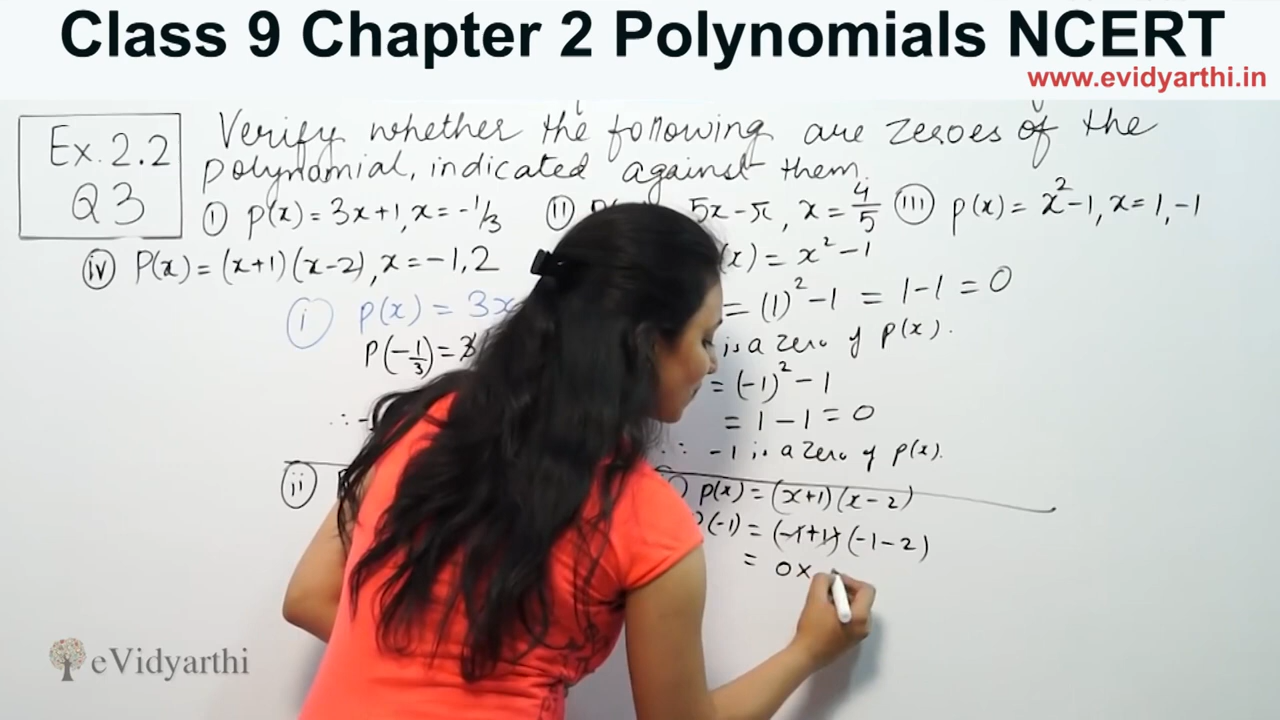 Class 9 Chapter 2 Polynomials NCERT
www.evidyarthi.in
Ex. 2.2
Q3
Verify whether the following are zeroes of the
polynomial, indicated against them.
(i) p(x) = 3x+1, x = -1/3 (ii) 5x-π, x = 4/5 (iii) p(x) = x²-1, x = 1, -1
(iv) P(x) = (x+1)(x-2), x = -1, 2
(x) = x²-1
= (1)² - 1 = 1-1 = 0
is a zero of p(x).
= (-1)² - 1
= 1 - 1 = 0
∴ -1 is a zero of p(x).
p(x) = (x+1)(x-2)
(-1) = (-1+1)(-1-2)
= 0x
i p(x) = 3x
P(-1/3) = 3
∴ -
ii
eVidyarthi